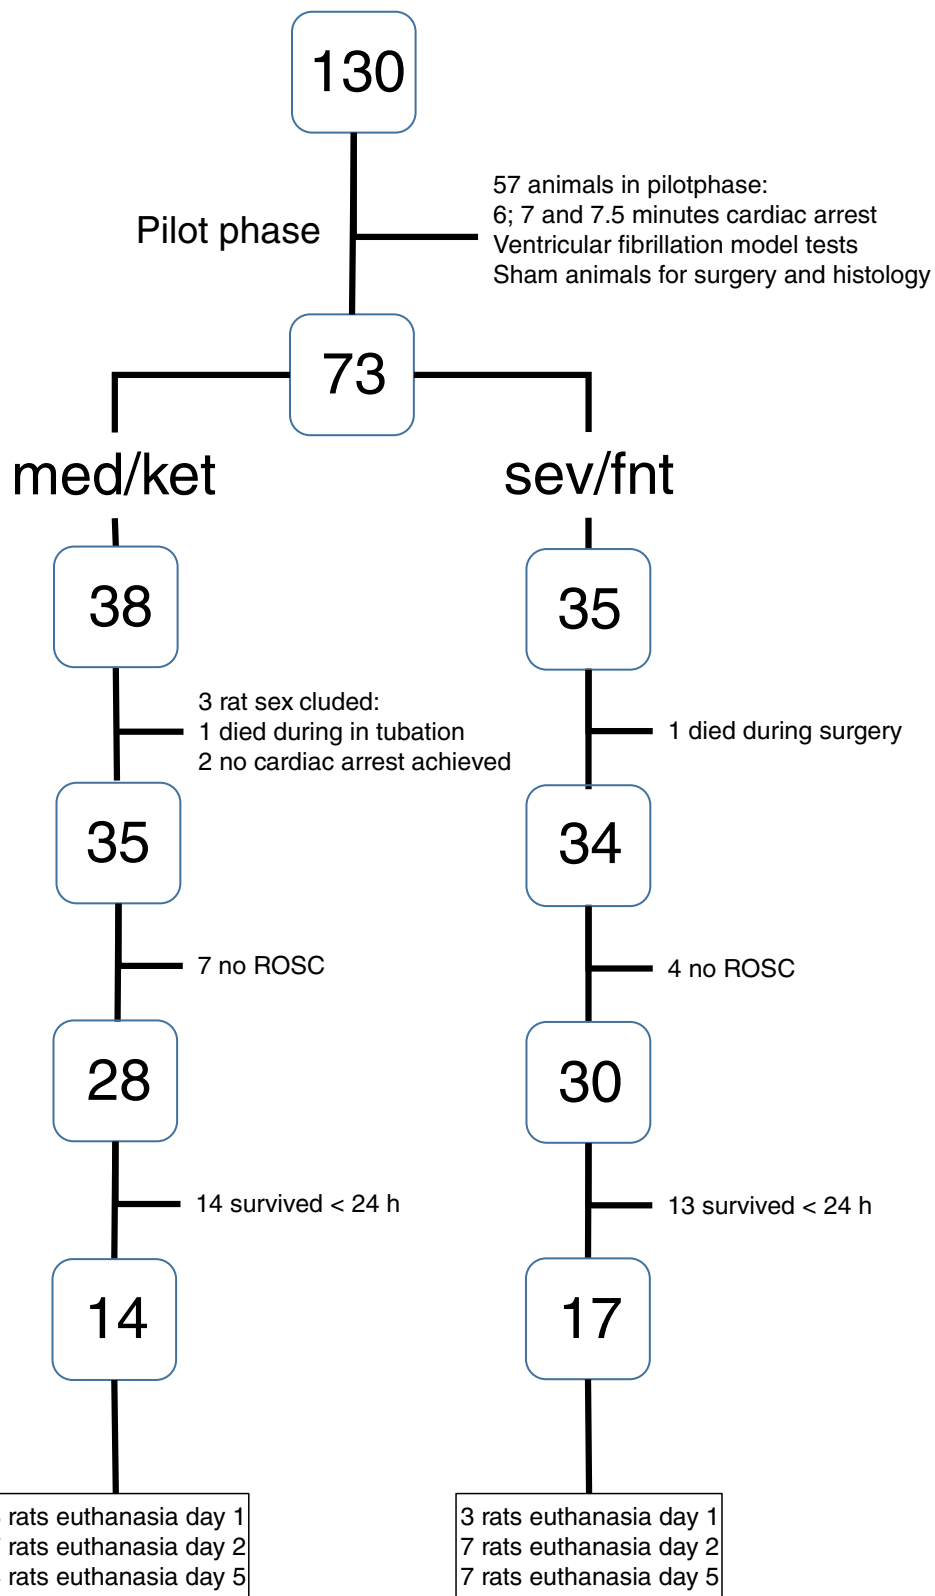 130
Pilot phase
57 animals in pilotphase:
6; 7 and 7.5 minutes cardiac arrest
Ventricular fibrillation model tests
Sham animals for surgery and histology
73
med/ket
sev/fnt
38
35
3 rat sex cluded:
1 died during in tubation
2 no cardiac arrest achieved
1 died during surgery
35
34
7 no ROSC
4 no ROSC
28
30
14 survived < 24 h
13 survived < 24 h
14
17
rats euthanasia day 1
rats euthanasia day 2
rats euthanasia day 5
3 rats euthanasia day 1
7 rats euthanasia day 2
7 rats euthanasia day 5